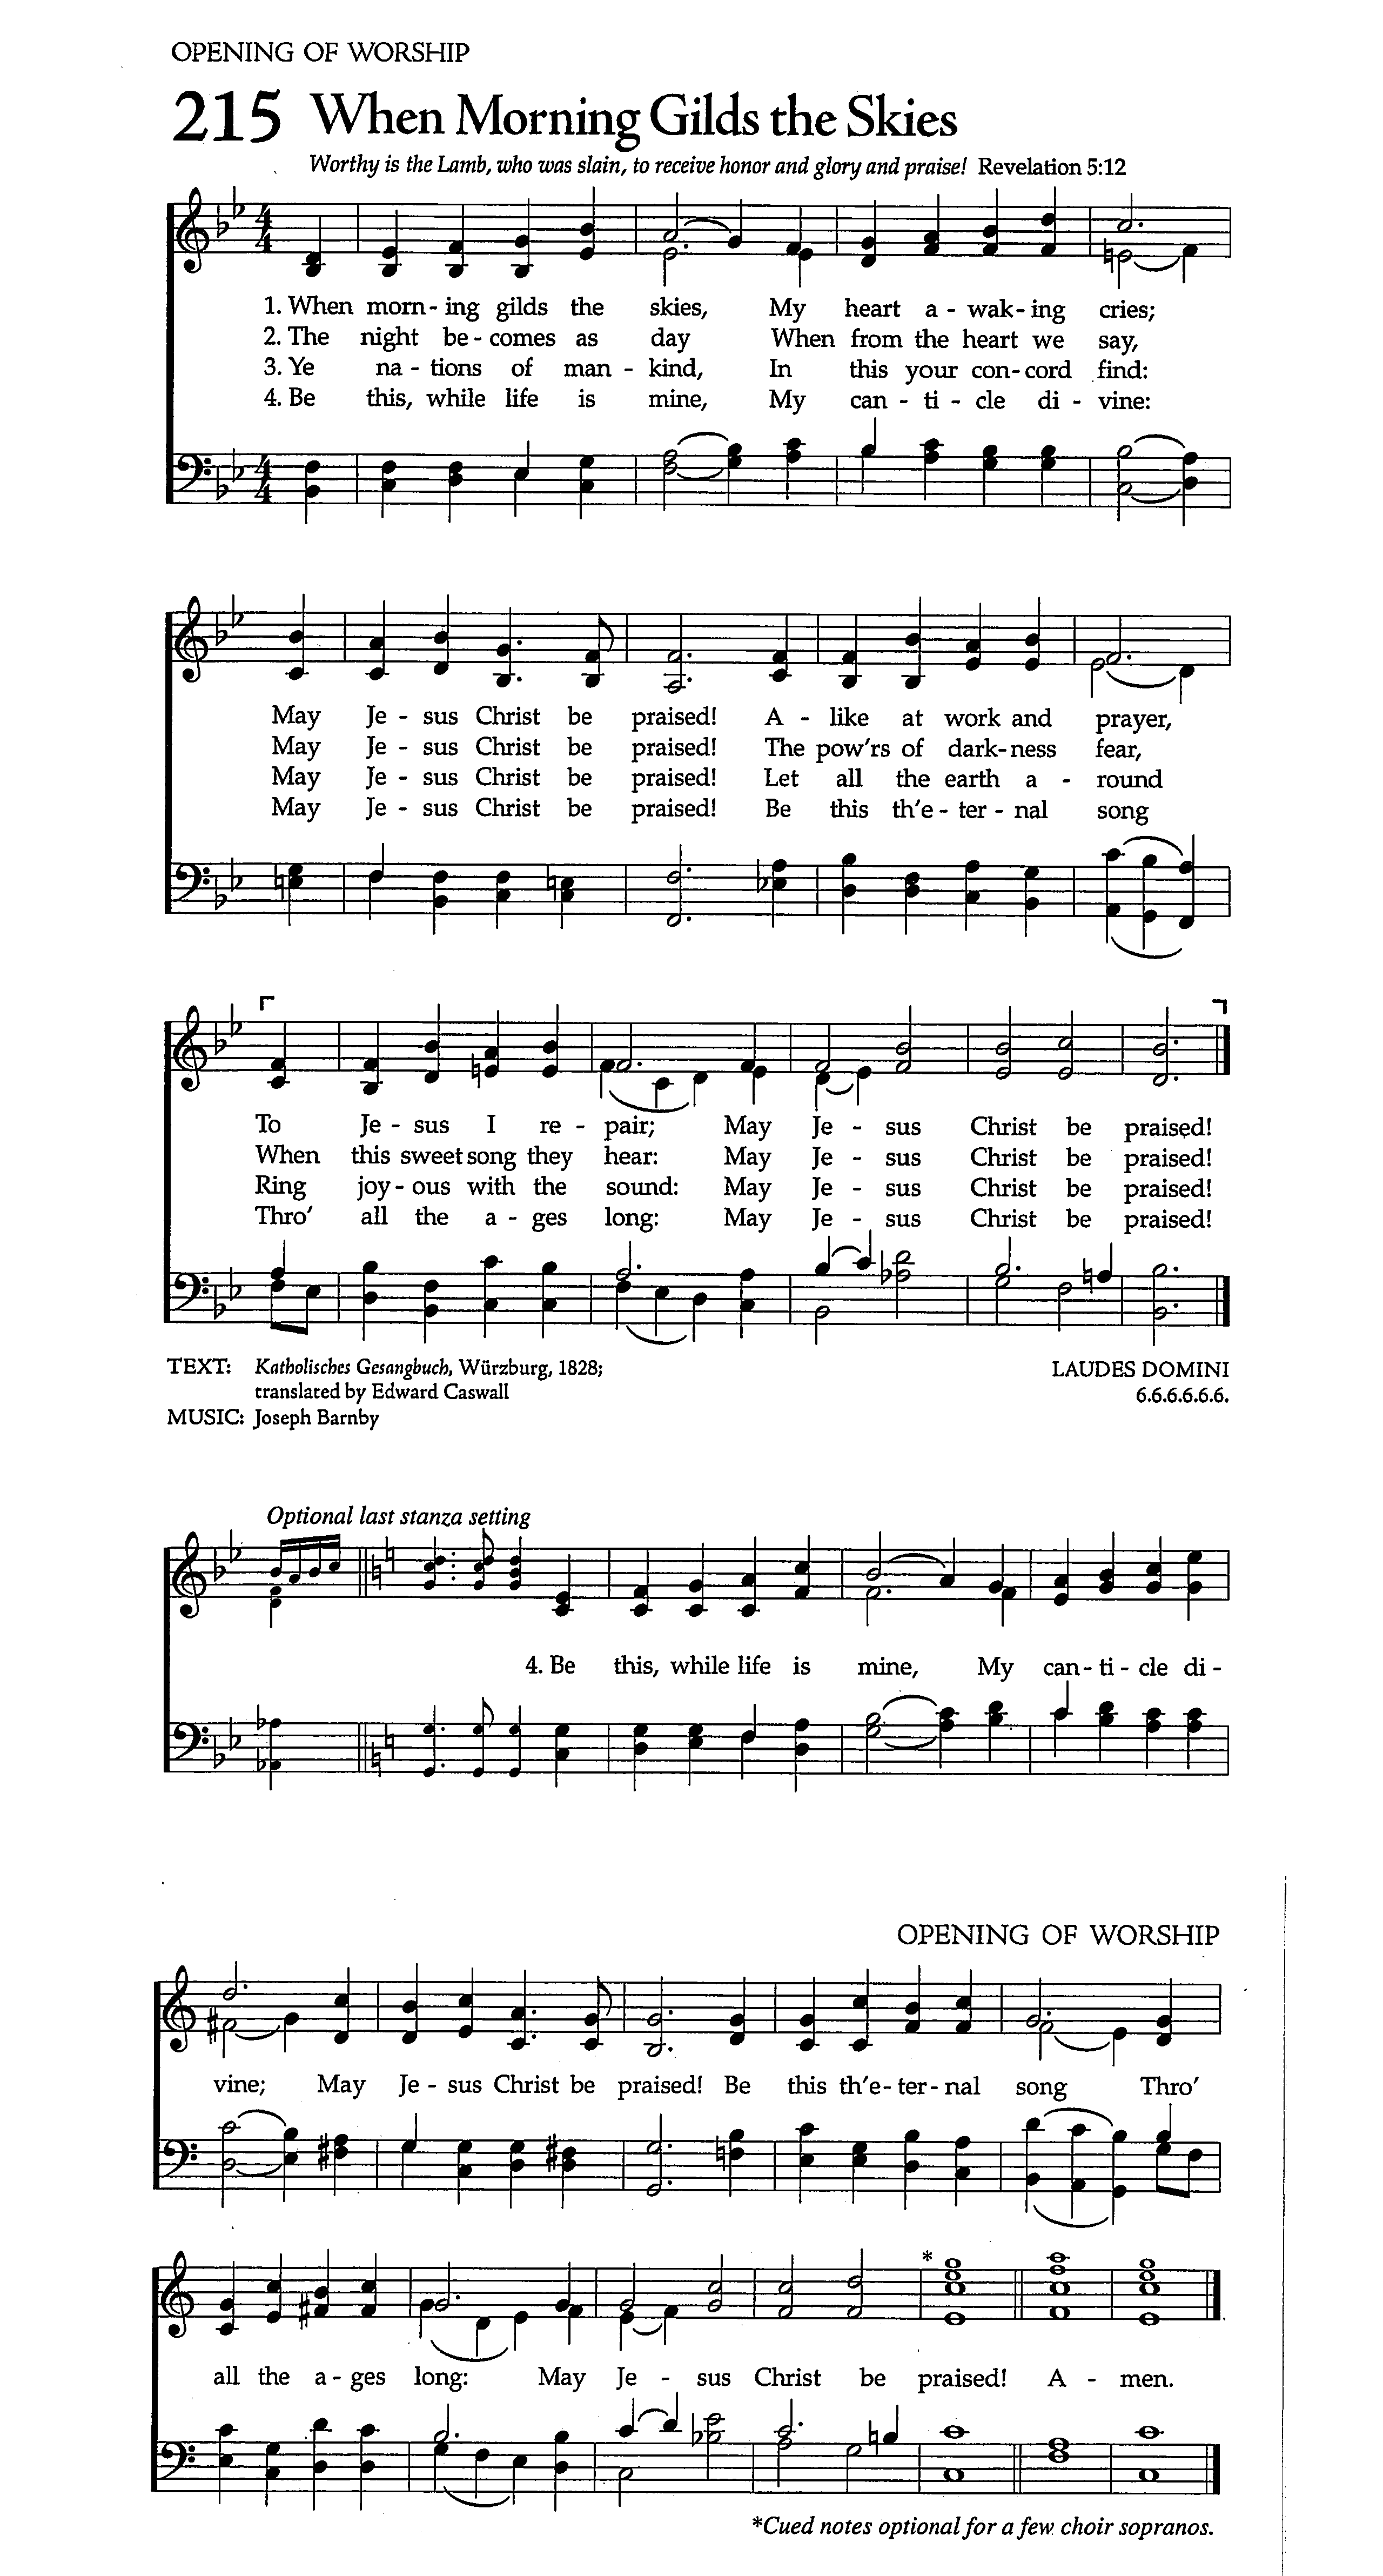 OPENING OF WORSHIP
215 When Morning Gilds the Skies
Worthy is the Lamb, who was slain, to receive honor and glory and praise! Revelation 5:12
4 4
1. When morn - ing gilds the skies, My heart a - wak - ing cries;
2. The night be - comes as day When from the heart we say,
3. Ye na - tions of man - kind, In this your con - cord find:
4. Be this, while life is mine, My can - ti - cle di - vine:
4 4
May Je - sus Christ be praised! A - like at work and prayer,
May Je - sus Christ be praised! The pow'rs of dark - ness fear,
May Je - sus Christ be praised! Let all the earth a - round
May Je - sus Christ be praised! Be this th'e - ter - nal song
To Je - sus I re - pair; May Je - sus Christ be praised!
When this sweet song they hear: May Je - sus Christ be praised!
Ring joy - ous with the sound: May Je - sus Christ be praised!
Thro' all the a - ges long: May Je - sus Christ be praised!
TEXT: Katholisches Gesangbuch, Würzburg, 1828; LAUDES DOMINI
translated by Edward Caswall 6.6.6.6.6.6.
MUSIC: Joseph Barnby
Optional last stanza setting
4. Be this, while life is mine, My can - ti - cle di -
OPENING OF WORSHIP
vine; May Je - sus Christ be praised! Be this th'e - ter - nal song Thro'
*
all the a - ges long: May Je - sus Christ be praised! A - men.
*Cued notes optional for a few choir sopranos.